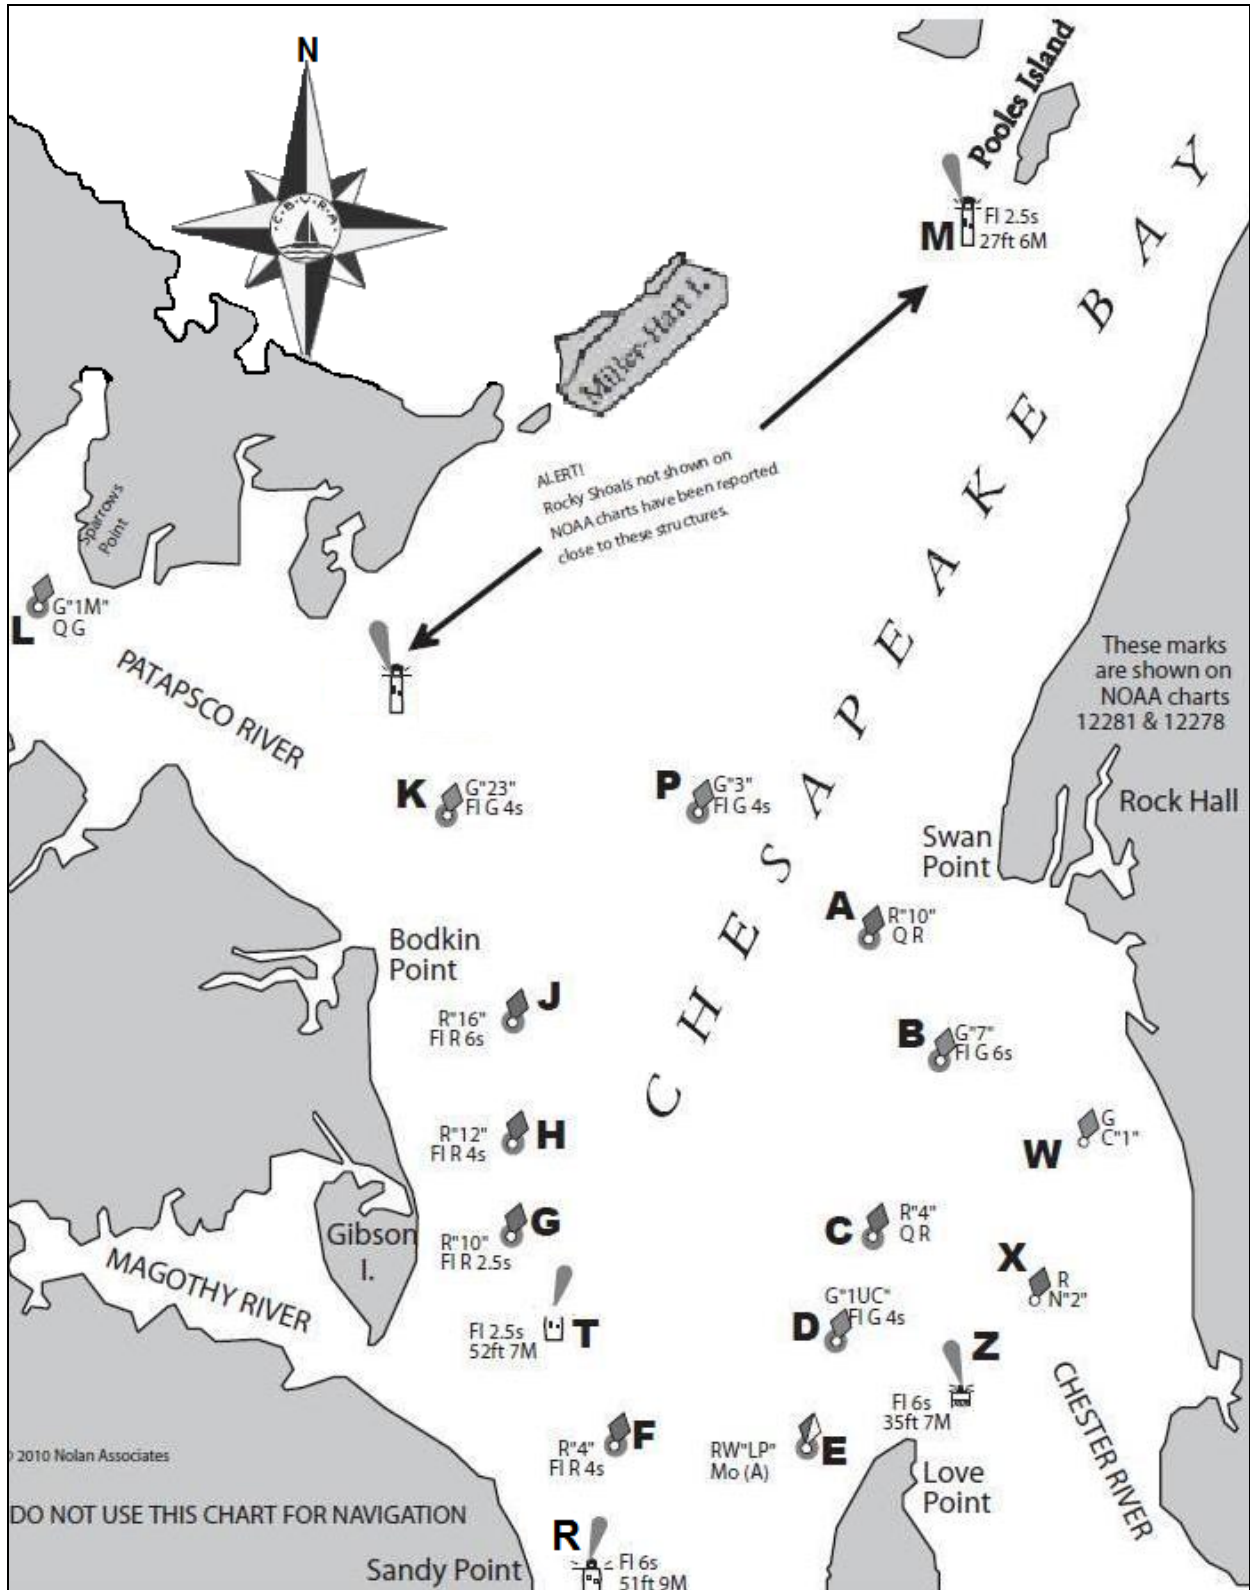 N
C·B·Y·R·A
Pooles Island
M
Fl 2.5s
27ft 6M
Miller-Hart I.
ALERT!
Rocky Shoals not shown on
NOAA charts have been reported
close to these structures.
CHESAPEAKE BAY
Sparrows
Point
L
G"1M"
Q G
PATAPSCO RIVER
These marks
are shown on
NOAA charts
12281 & 12278
K
G"23"
Fl G 4s
P
G"3"
Fl G 4s
Rock Hall
Swan
Point
A
R"10"
Q R
Bodkin
Point
J
R"16"
Fl R 6s
B
G"7"
Fl G 6s
H
R"12"
Fl R 4s
W
G
C"1"
G
R"10"
Fl R 2.5s
C
R"4"
Q R
Gibson
I.
MAGOTHY RIVER
X
R
N"2"
T
Fl 2.5s
52ft 7M
D
G"1UC"
Fl G 4s
Z
Fl 6s
35ft 7M
CHESTER RIVER
F
R"4"
Fl R 4s
E
RW"LP"
Mo (A)
2010 Nolan Associates
Love
Point
DO NOT USE THIS CHART FOR NAVIGATION
R
Fl 6s
51ft 9M
Sandy Point